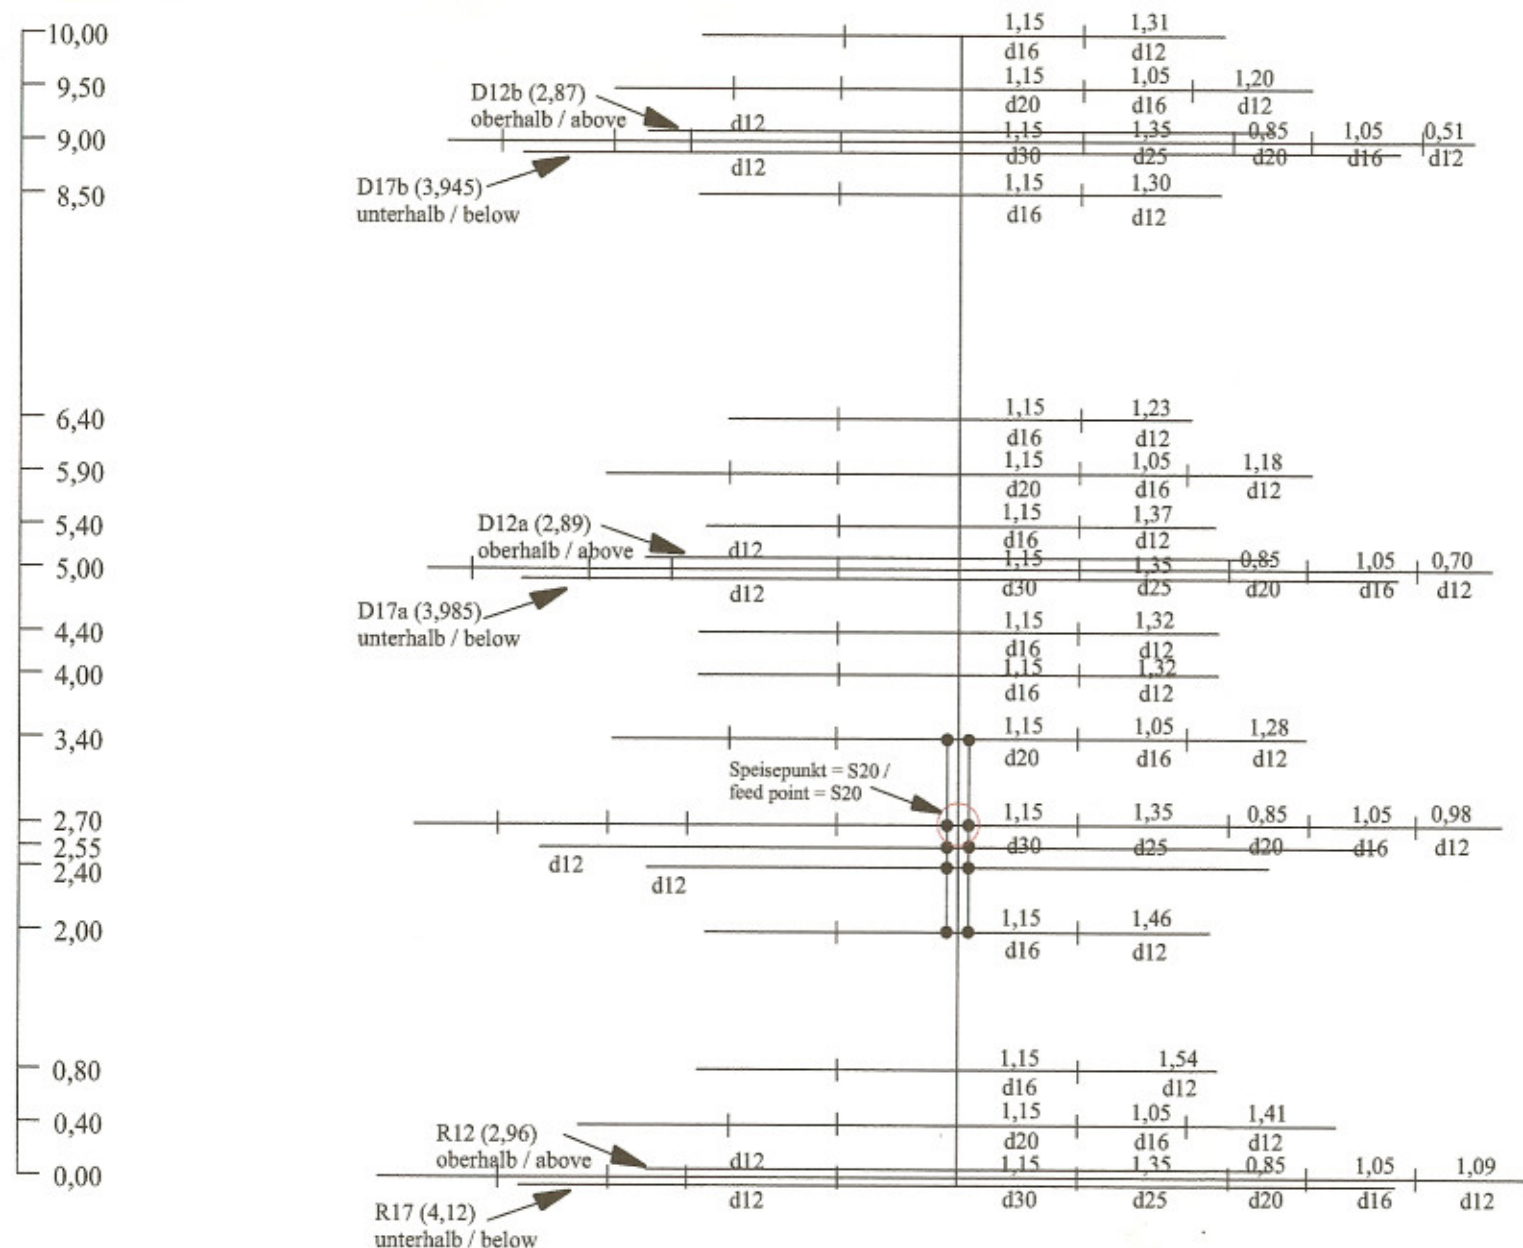 10,00
1,15 1,31
d16 d12
9,50
1,15 1,05 1,20
d20 d16 d12
D12b (2,87)
oberhalb / above
d12
9,00
1,15 1,35 0,85 1,05 0,51
d30 d25 d20 d16 d12
d12
D17b (3,945)
unterhalb / below
8,50
1,15 1,30
d16 d12
6,40
1,15 1,23
d16 d12
5,90
1,15 1,05 1,18
d20 d16 d12
5,40
1,15 1,37
d16 d12
D12a (2,89)
oberhalb / above
d12
5,00
1,15 1,35 0,85 1,05 0,70
d30 d25 d20 d16 d12
d12
D17a (3,985)
unterhalb / below
4,40
1,15 1,32
d16 d12
4,00
1,15 1,32
d16 d12
3,40
1,15 1,05 1,28
d20 d16 d12
Speisepunkt = S20 /
feed point = S20
2,70
1,15 1,35 0,85 1,05 0,98
d30 d25 d20 d16 d12
2,55
d12
2,40
d12
2,00
1,15 1,46
d16 d12
0,80
1,15 1,54
d16 d12
0,40
1,15 1,05 1,41
d20 d16 d12
R12 (2,96)
oberhalb / above
d12
0,00
1,15 1,35 0,85 1,05 1,09
d30 d25 d20 d16 d12
d12
R17 (4,12)
unterhalb / below